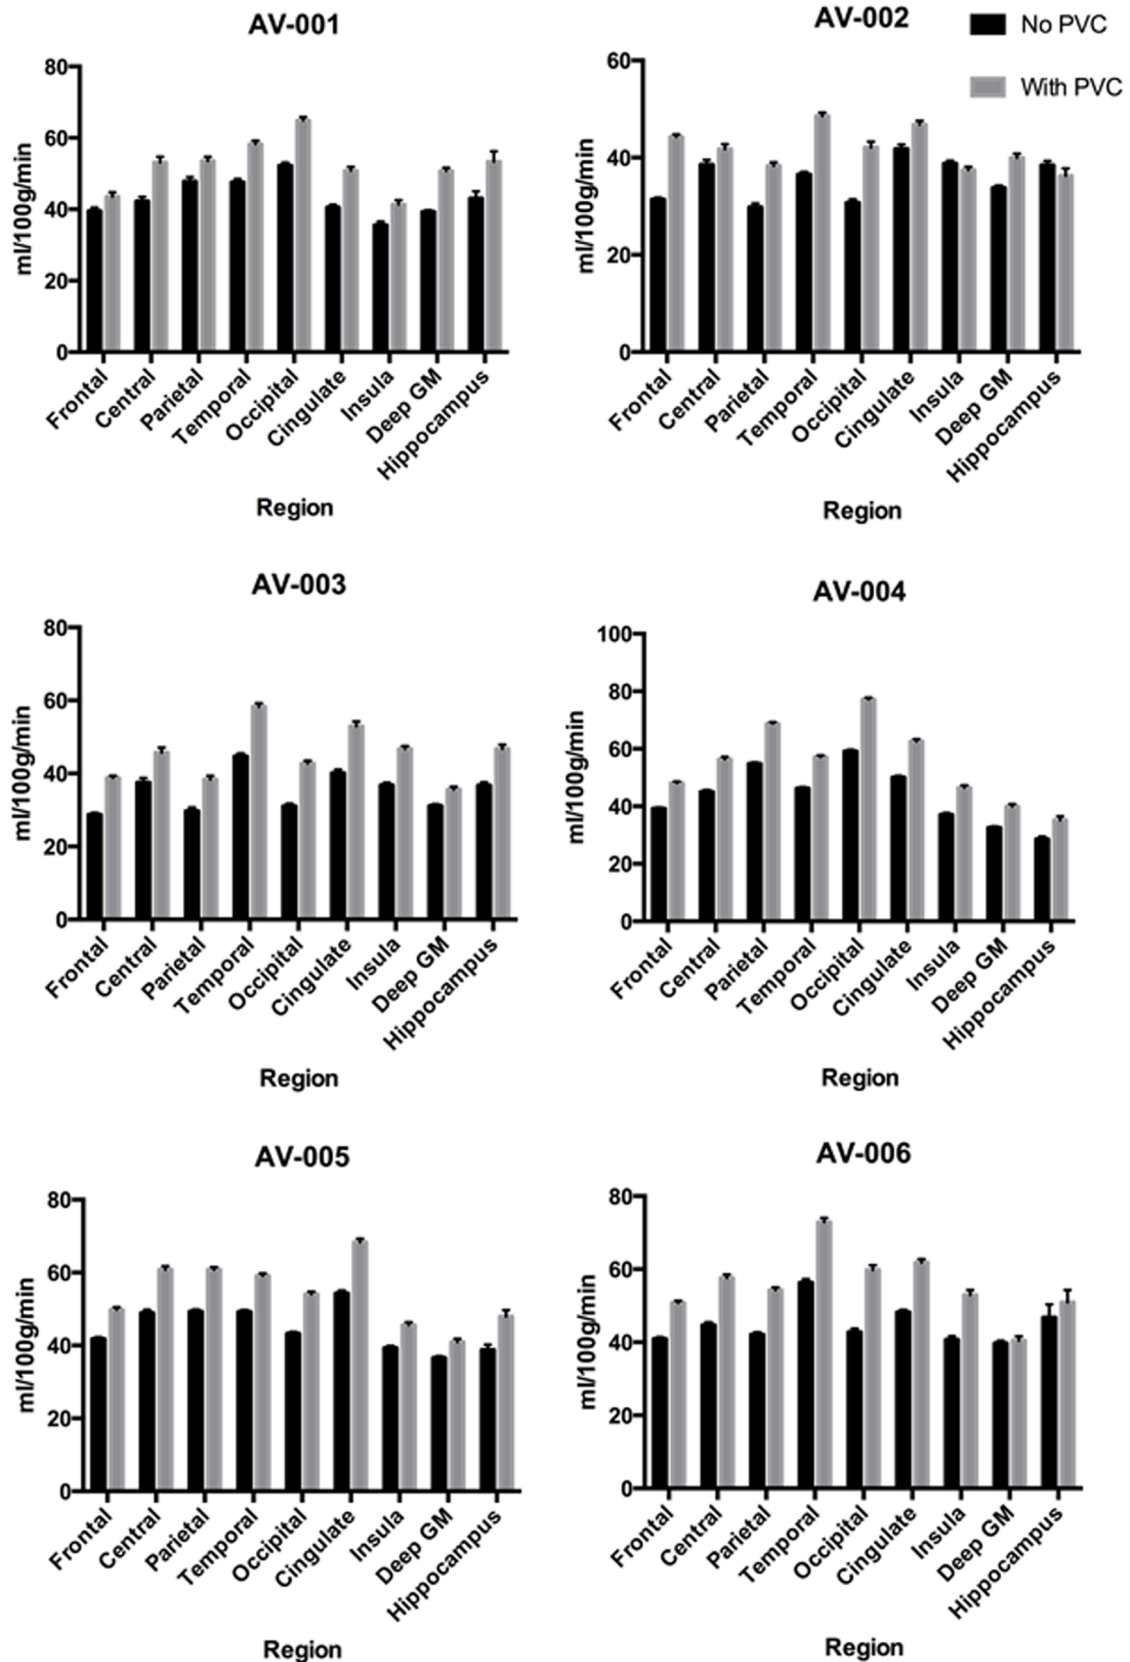 AV-001
ml/100g/min
80
60
40
20
0
Frontal
Central
Parietal
Temporal
Occipital
Cingulate
Insula
Deep GM
Hippocampus
Region
AV-002
No PVC
With PVC
ml/100g/min
60
40
20
0
Frontal
Central
Parietal
Temporal
Occipital
Cingulate
Insula
Deep GM
Hippocampus
Region
AV-003
ml/100g/min
80
60
40
20
0
Frontal
Central
Parietal
Temporal
Occipital
Cingulate
Insula
Deep GM
Hippocampus
Region
AV-004
ml/100g/min
100
80
60
40
20
0
Frontal
Central
Parietal
Temporal
Occipital
Cingulate
Insula
Deep GM
Hippocampus
Region
AV-005
ml/100g/min
80
60
40
20
0
Frontal
Central
Parietal
Temporal
Occipital
Cingulate
Insula
Deep GM
Hippocampus
Region
AV-006
ml/100g/min
80
60
40
20
0
Frontal
Central
Parietal
Temporal
Occipital
Cingulate
Insula
Deep GM
Hippocampus
Region